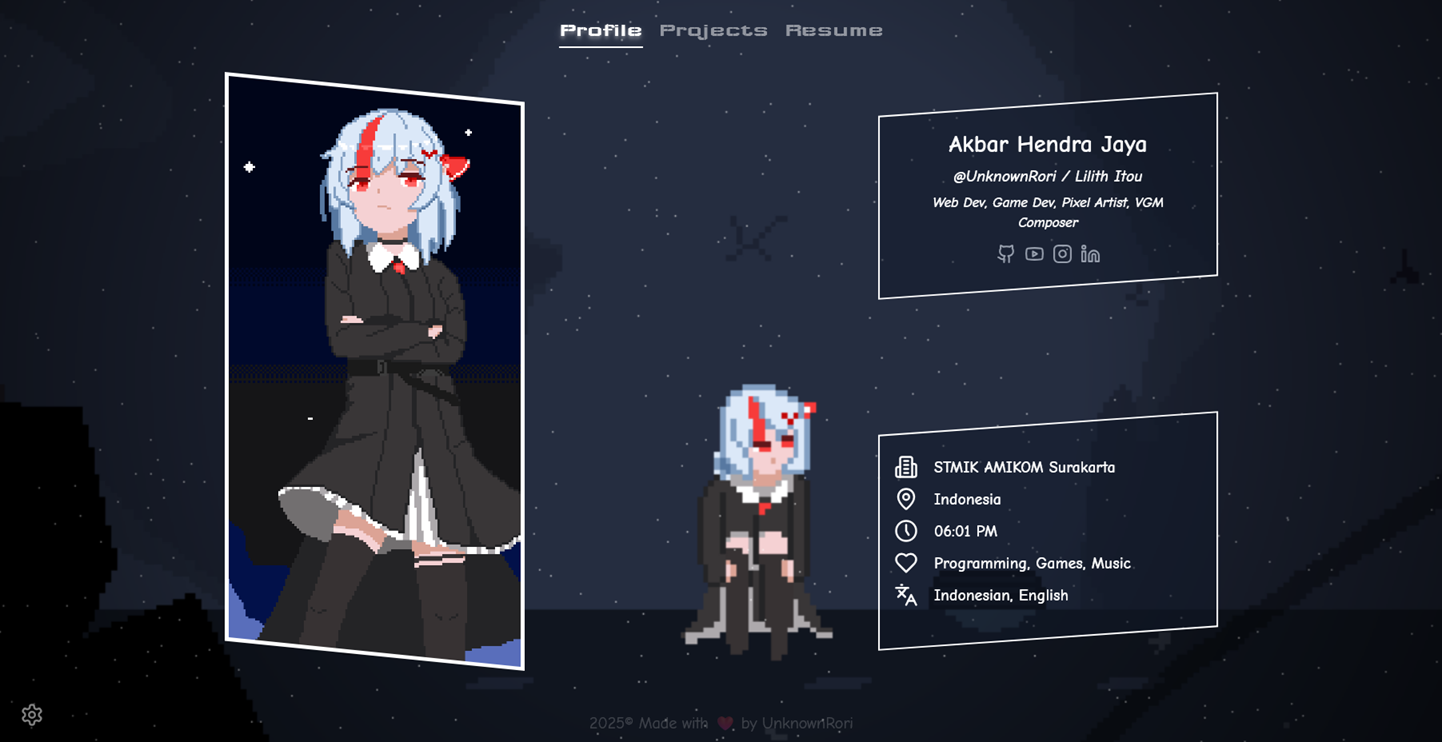 Profile Projects Resume
Akbar Hendra Jaya
@UnknownRori / Lilith Itou
Web Dev, Game Dev, Pixel Artist, VGM
Composer
STMIK AMIKOM Surakarta
Indonesia
06:01 PM
Programming, Games, Music
Indonesian, English
2025© Made with ❤ by UnknownRori